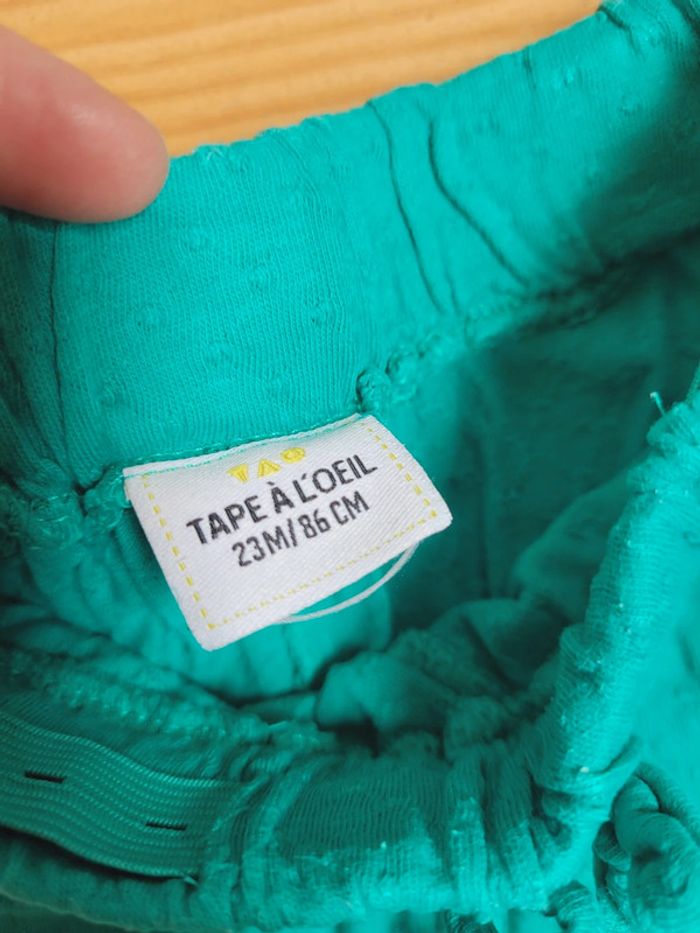 TAO
TAPE À L'OEIL
23M/86 CM